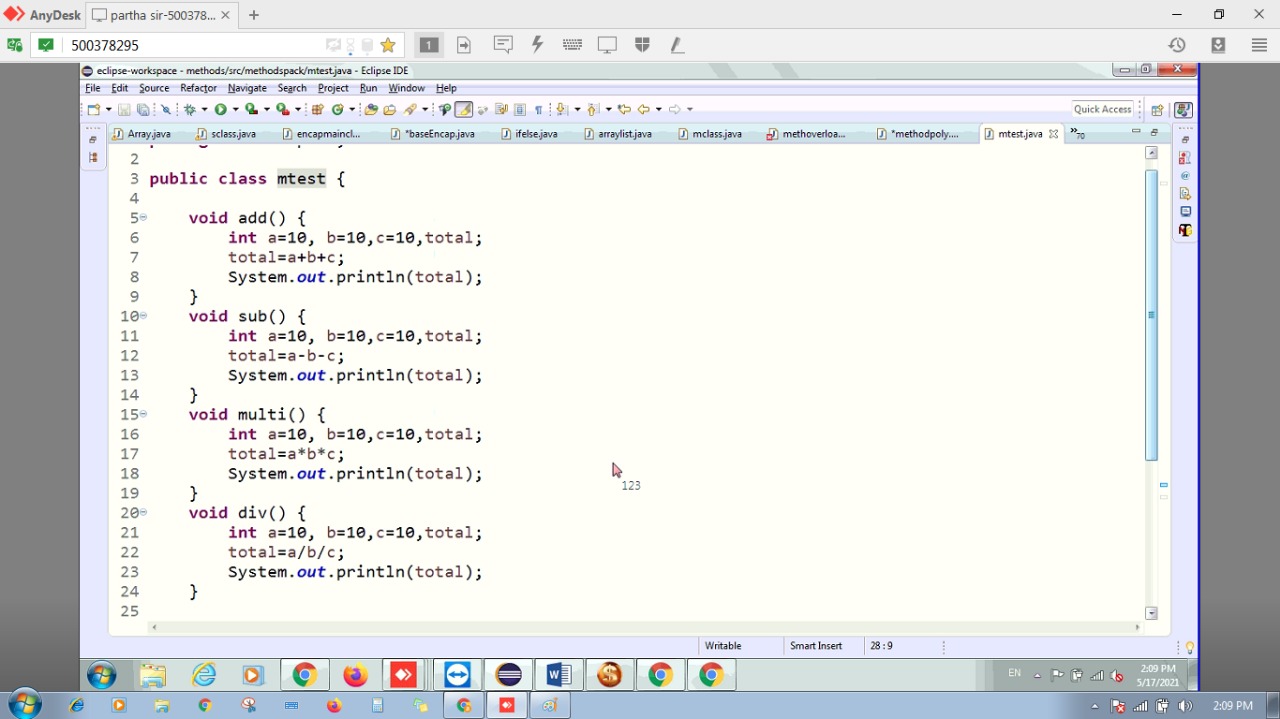 AnyDesk
partha sir-500378...
500378295
1
eclipse-workspace - methods/src/methodspack/mtest.java - Eclipse IDE
File Edit Source Refactor Navigate Search Project Run Window Help
Quick Access
Array.java sclass.java encapmaincl... *baseEncap.java ifelse.java arraylist.java mclass.java methoverloa... *methodpoly.... mtest.java 70
2
3 public class mtest {
4
5 void add() {
6 int a=10, b=10,c=10,total;
7 total=a+b+c;
8 System.out.println(total);
9 }
10 void sub() {
11 int a=10, b=10,c=10,total;
12 total=a-b-c;
13 System.out.println(total);
14 }
15 void multi() {
16 int a=10, b=10,c=10,total;
17 total=a*b*c;
18 System.out.println(total);
19 }
20 void div() {
21 int a=10, b=10,c=10,total;
22 total=a/b/c;
23 System.out.println(total);
24 }
25
123
Writable Smart Insert 28 : 9
EN 2:09 PM
5/17/2021
2:09 PM